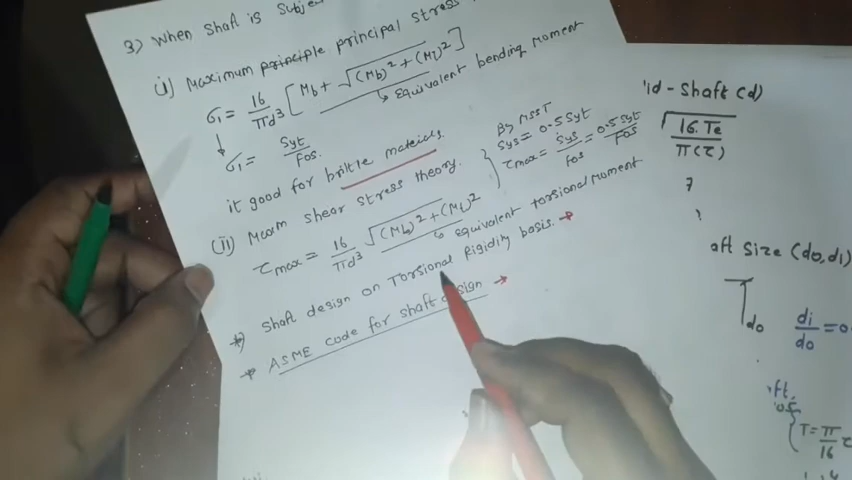 3) When Shaft is Subje
(i) Maximum principle principal stress
σ₁ = 16/πd³ [Mb + √(Mb)² + (Mt)²]
↳ Equivalent bending moment
↓
σ₁ = Syt/Fos.
it good for brittle materials.
(ii) Maxm shear stress theory.
By MSST
Sys = 0.5 Syt
τmax = Sys/fos = 0.5 Syt/Fos
τmax = 16/πd³ √(Mb)² + (Mt)²
↳ Equivalent torsional Moment
*) Shaft design on Torsional Rigidity basis. →
→ ASME code for shaft design →
id - shaft (d)
√16.Te/π(τ)
aft size (do, di)
do
di/do = 0.
aft
T = π/16 τ